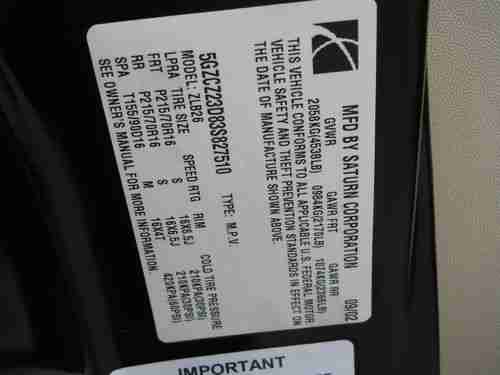 MFD BY SATURN CORPORATION 09/02
GVWR GAWR FRT GAWR RR
2058KG(4538LB) 0984KG(2170LB) 1074KG(2368LB)
THIS VEHICLE CONFORMS TO ALL APPLICABLE U.S. FEDERAL MOTOR
VEHICLE SAFETY AND THEFT PREVENTION STANDARDS IN EFFECT ON
THE DATE OF MANUFACTURE SHOWN ABOVE.
5GZCZ23D83S827510 TYPE: M.P.V.
MODEL: ZLB26
LPRA TIRE SIZE SPEED RTG RIM COLD TIRE PRESSURE
FRT P215/70R16 S 16X6.5J 210KPA(30PSI)
RR P215/70R16 S 16X6.5J 210KPA(30PSI)
SPA T155/90D16 M 16X4T 420KPA(60PSI)
SEE OWNER'S MANUAL FOR MORE INFORMATION
IMPORTANT